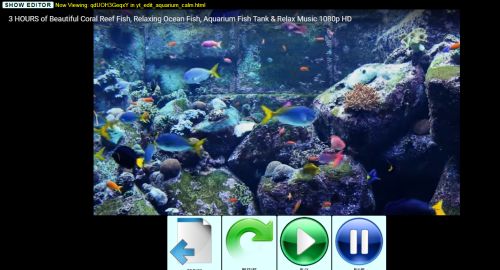 SHOW EDITOR Now Viewing: qdUOH3GeqxY in yt_edit_aquarium_calm.html
3 HOURS of Beautiful Coral Reef Fish, Relaxing Ocean Fish, Aquarium Fish Tank & Relax Music 1080p HD